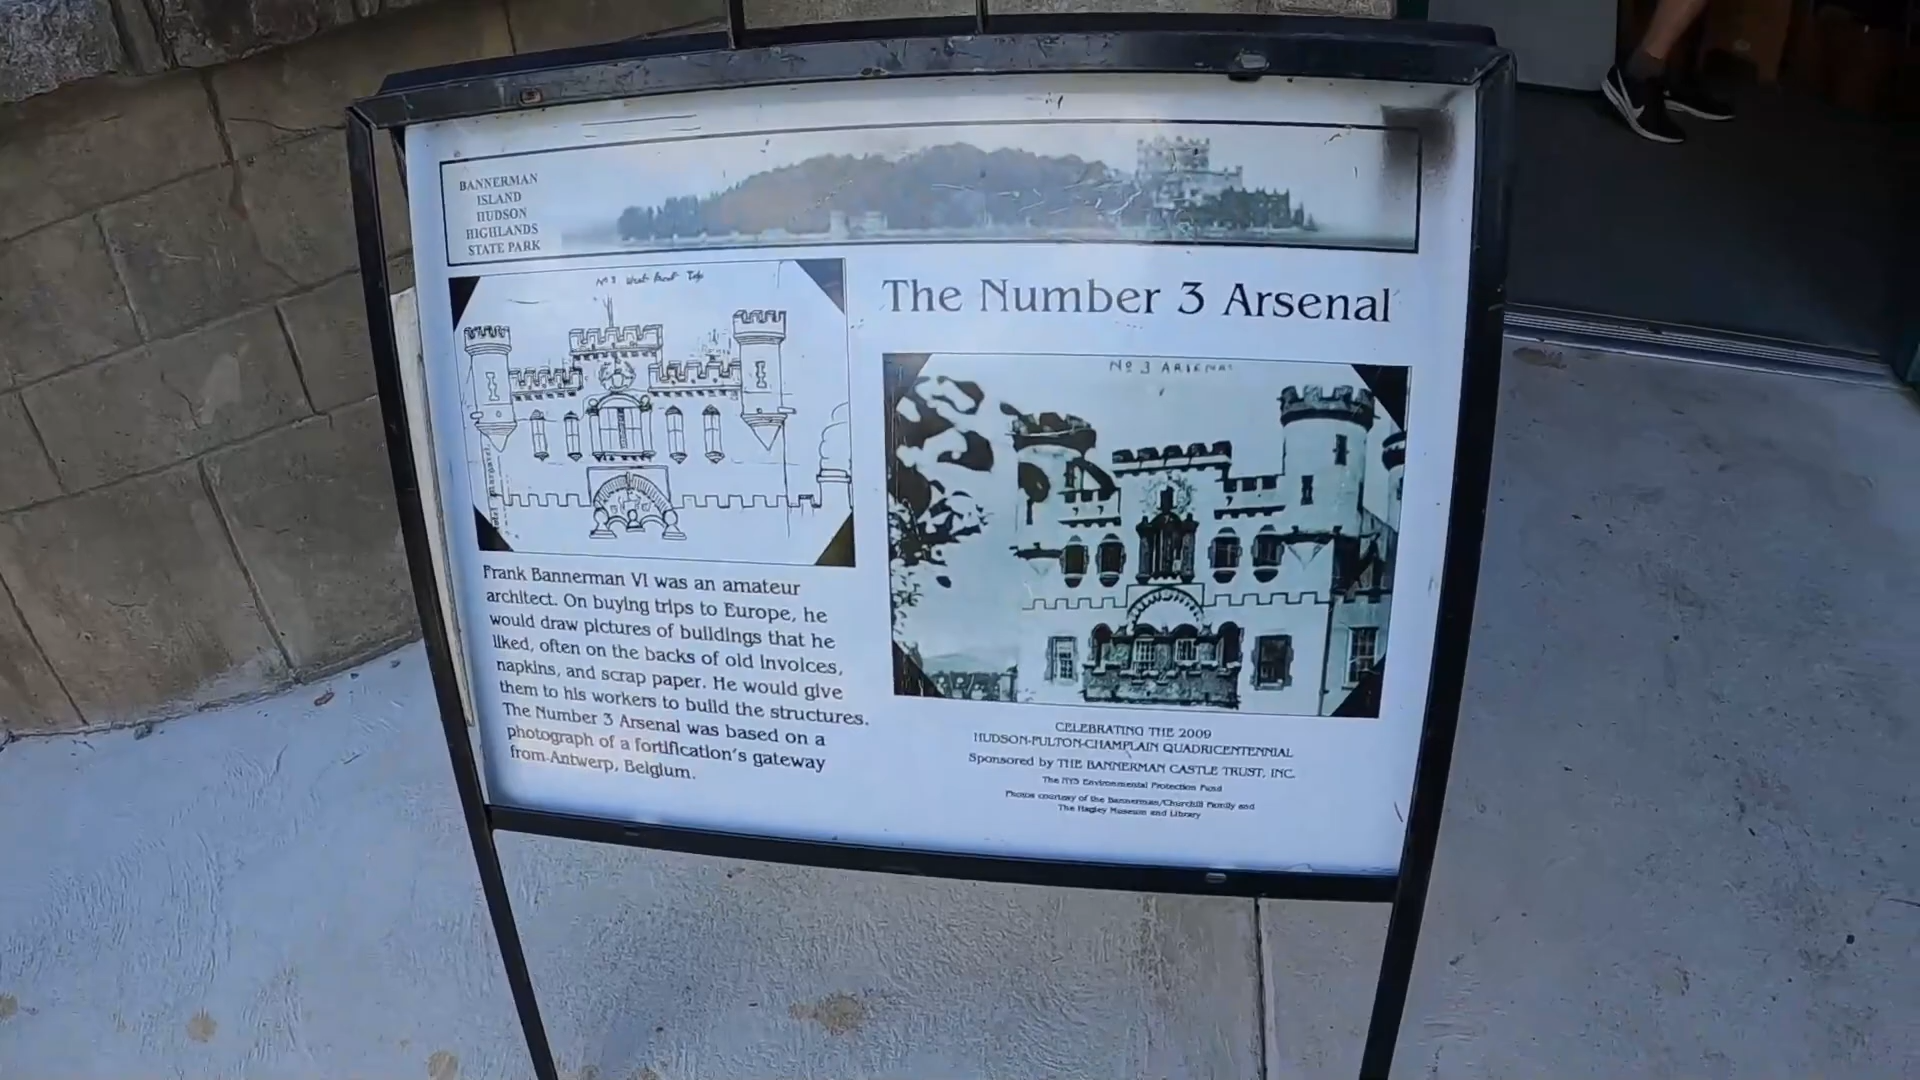 BANNERMAN
ISLAND
HUDSON
HIGHLANDS
STATE PARK
The Number 3 Arsenal
No 3 ARSENAL
Frank Bannerman VI was an amateur
architect. On buying trips to Europe, he
would draw pictures of buildings that he
liked, often on the backs of old invoices,
napkins, and scrap paper. He would give
them to his workers to build the structures.
The Number 3 Arsenal was based on a
photograph of a fortification's gateway
from Antwerp, Belgium.
CELEBRATING THE 2009
HUDSON-FULTON-CHAMPLAIN QUADRICENTENNIAL
Sponsored by THE BANNERMAN CASTLE TRUST, INC.
The NYS Environmental Protection Fund
Photos courtesy of the Bannerman/Churchill Family and
The Hagley Museum and Library